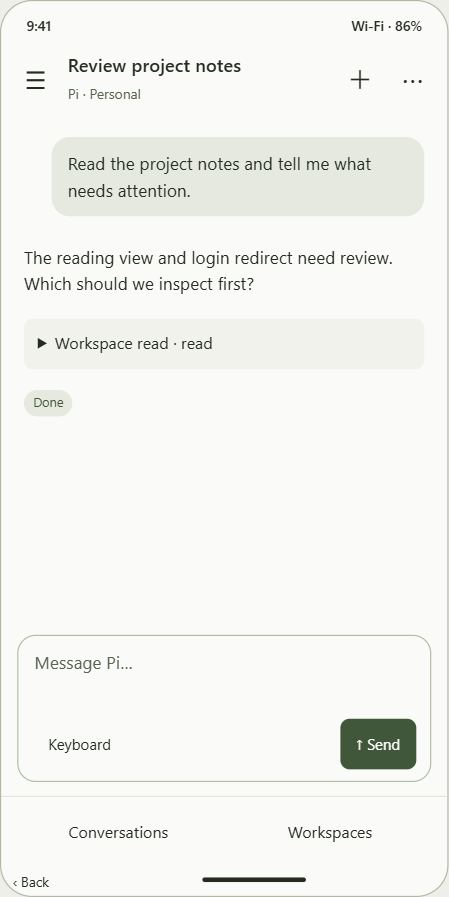 9:41
Wi-Fi · 86%
☰
Review project notes
Pi · Personal
+
...
Read the project notes and tell me what
needs attention.
The reading view and login redirect need review.
Which should we inspect first?
▶ Workspace read · read
Done
Message Pi...
Keyboard
↑ Send
Conversations
Workspaces
‹ Back